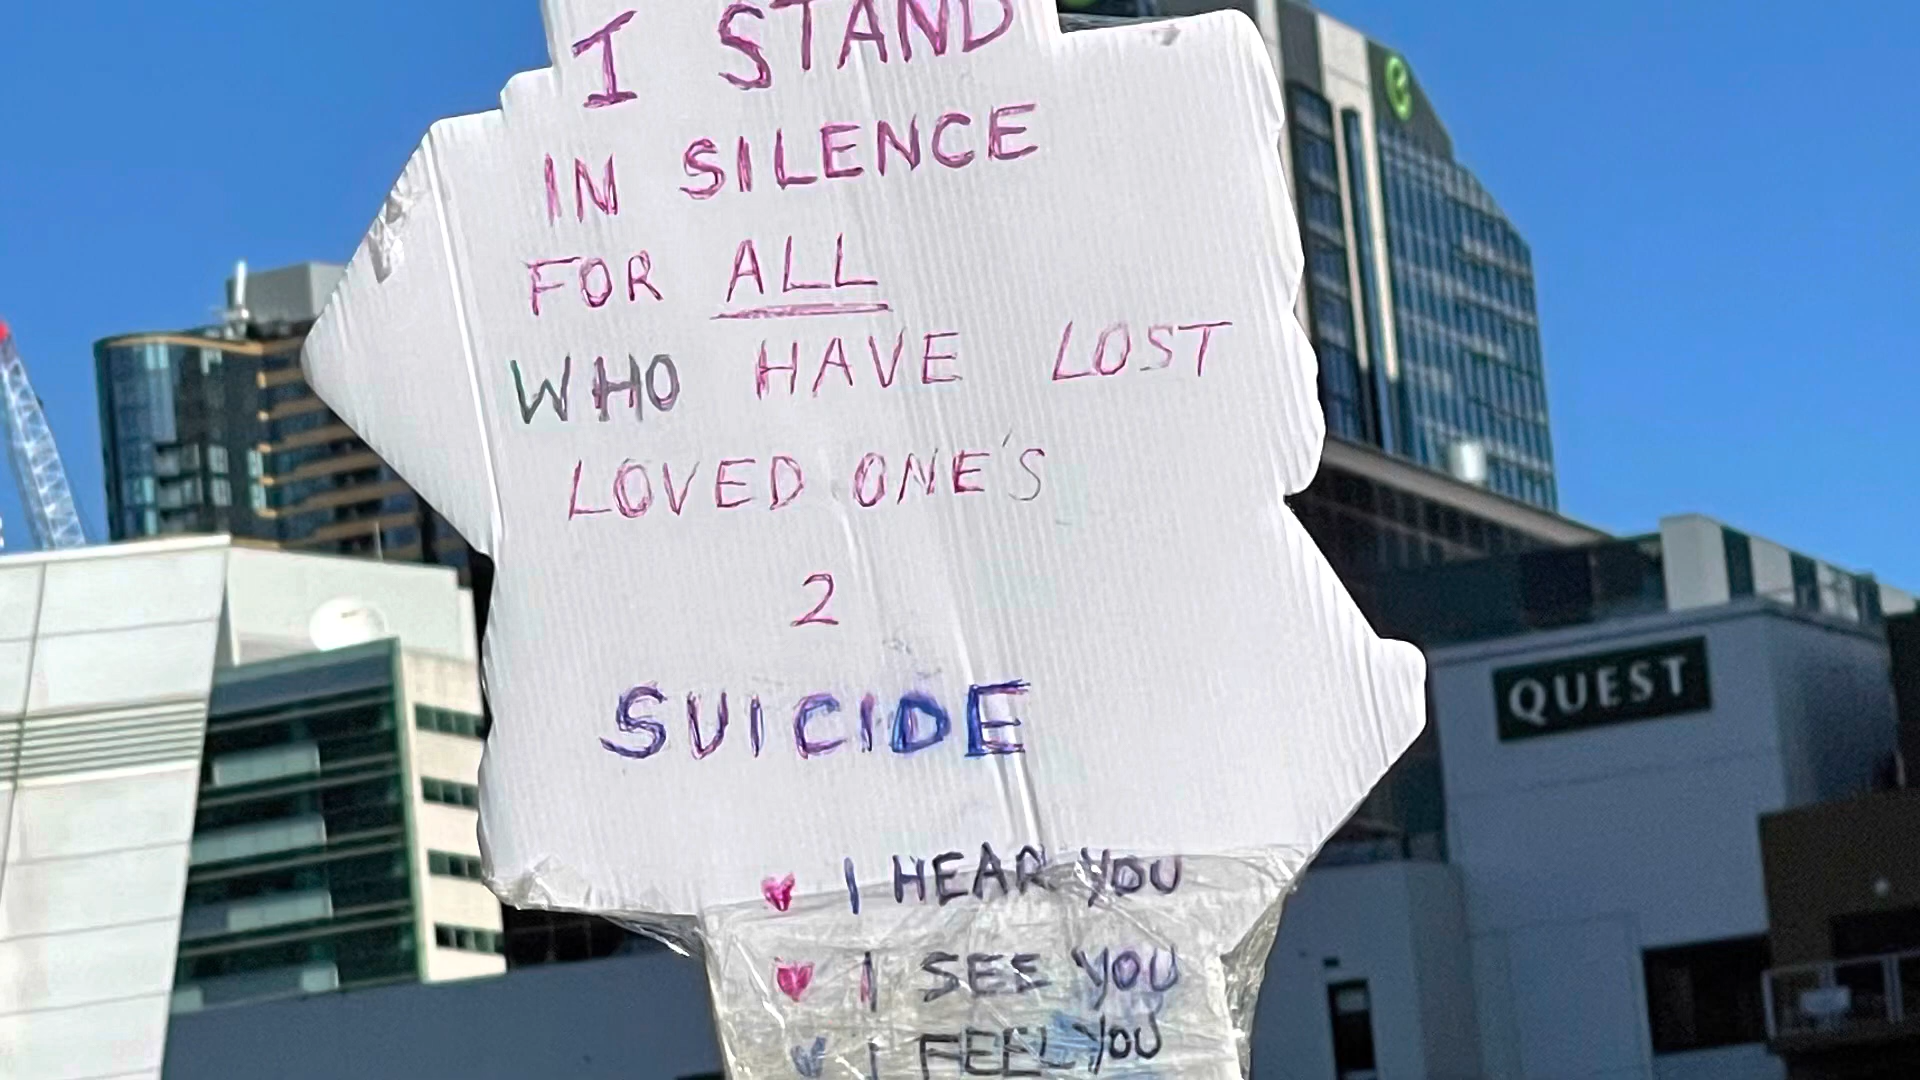 I STAND
IN SILENCE
FOR ALL
WHO HAVE LOST
LOVED ONE'S
2
SUICIDE
I HEAR YOU
I SEE YOU
I FEEL YOU
QUEST
e